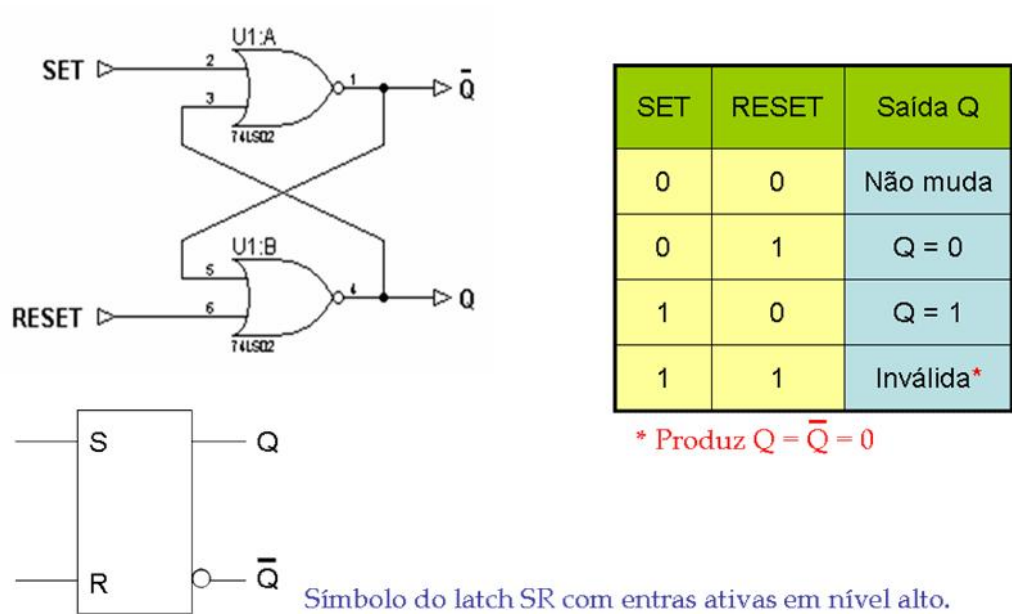 U1:A
SET
2
3
1
Q̅
74LS02
U1:B
5
RESET
6
4
Q
74LS02
SET RESET Saída Q
0 0 Não muda
0 1 Q = 0
1 0 Q = 1
1 1 Inválida*
* Produz Q = Q̅ = 0
S Q
R Q̅
Símbolo do latch SR com entras ativas em nível alto.